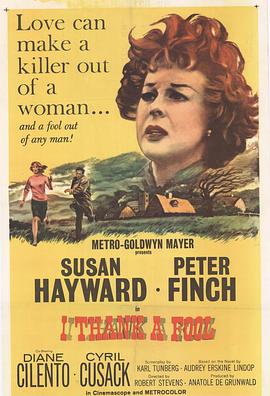 Love can
make a
killer out
of a
woman...
and a fool out
of any man!
METRO-GOLDWYN MAYER
presents
SUSAN PETER
HAYWARD · FINCH
in
I THANK A FOOL
Co-Starring
DIANE CYRIL
CILENTO · CUSACK
Screenplay by
KARL TUNBERG
Based on the Novel by
AUDREY ERSKINE LINDOP
Directed by
ROBERT STEVENS
Produced by
ANATOLE DE GRUNWALD
in Cinemascope and METROCOLOR